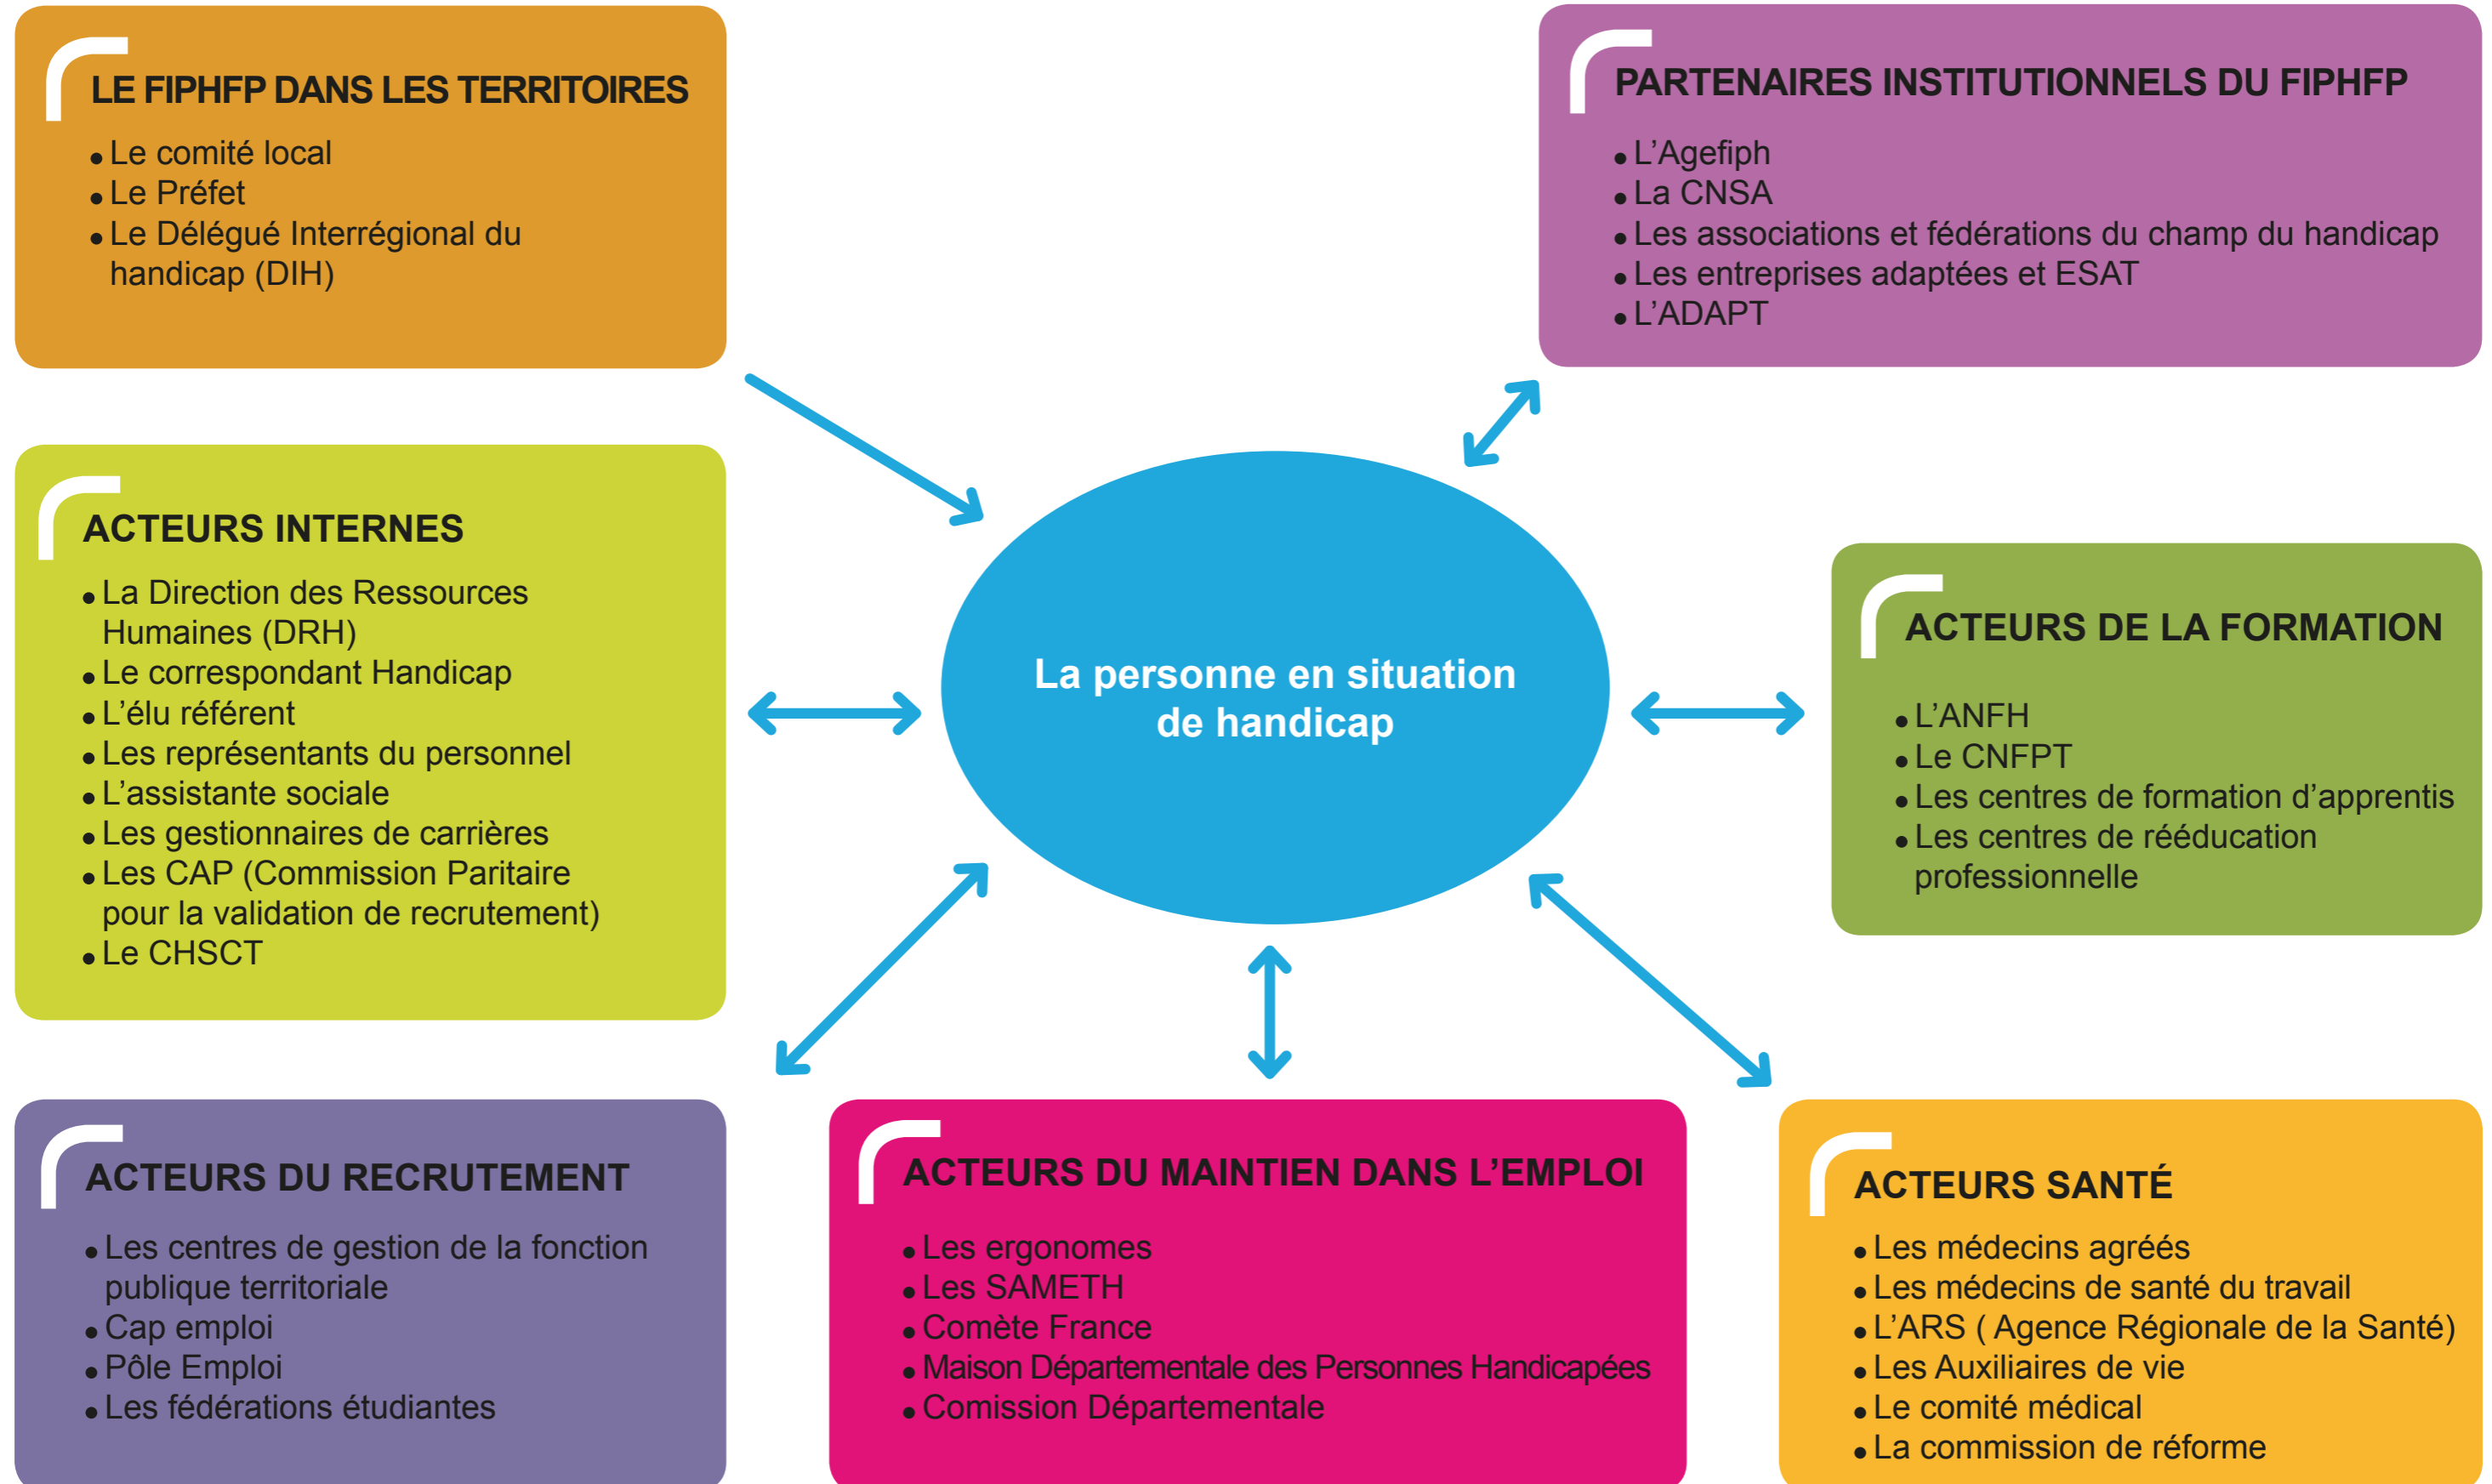 LE FIPHFP DANS LES TERRITOIRES
• Le comité local
• Le Préfet
• Le Délégué Interrégional du
handicap (DIH)
PARTENAIRES INSTITUTIONNELS DU FIPHFP
• L’Agefiph
• La CNSA
• Les associations et fédérations du champ du handicap
• Les entreprises adaptées et ESAT
• L’ADAPT
ACTEURS INTERNES
• La Direction des Ressources
Humaines (DRH)
• Le correspondant Handicap
• L’élu référent
• Les représentants du personnel
• L’assistante sociale
• Les gestionnaires de carrières
• Les CAP (Commission Paritaire
pour la validation de recrutement)
• Le CHSCT
La personne en situation
de handicap
ACTEURS DE LA FORMATION
• L’ANFH
• Le CNFPT
• Les centres de formation d’apprentis
• Les centres de rééducation
professionnelle
ACTEURS DU RECRUTEMENT
• Les centres de gestion de la fonction
publique territoriale
• Cap emploi
• Pôle Emploi
• Les fédérations étudiantes
ACTEURS DU MAINTIEN DANS L’EMPLOI
• Les ergonomes
• Les SAMETH
• Comète France
• Maison Départementale des Personnes Handicapées
• Comission Départementale
ACTEURS SANTÉ
• Les médecins agréés
• Les médecins de santé du travail
• L’ARS ( Agence Régionale de la Santé)
• Les Auxiliaires de vie
• Le comité médical
• La commission de réforme